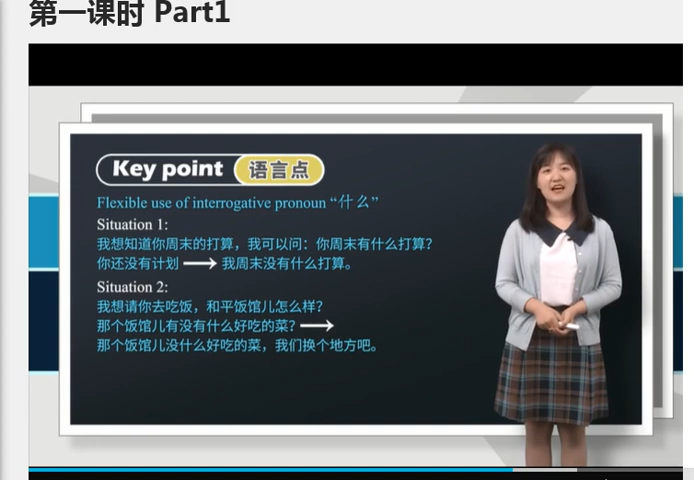 第一课时 Part1
Key point 语言点
Flexible use of interrogative pronoun “什么”
Situation 1:
我想知道你周末的打算，我可以问：你周末有什么打算？
你还没有计划 → 我周末没有什么打算。
Situation 2:
我想请你去吃饭，和平饭馆儿怎么样？
那个饭馆儿有没有什么好吃的菜？→
那个饭馆儿没什么好吃的菜，我们换个地方吧。